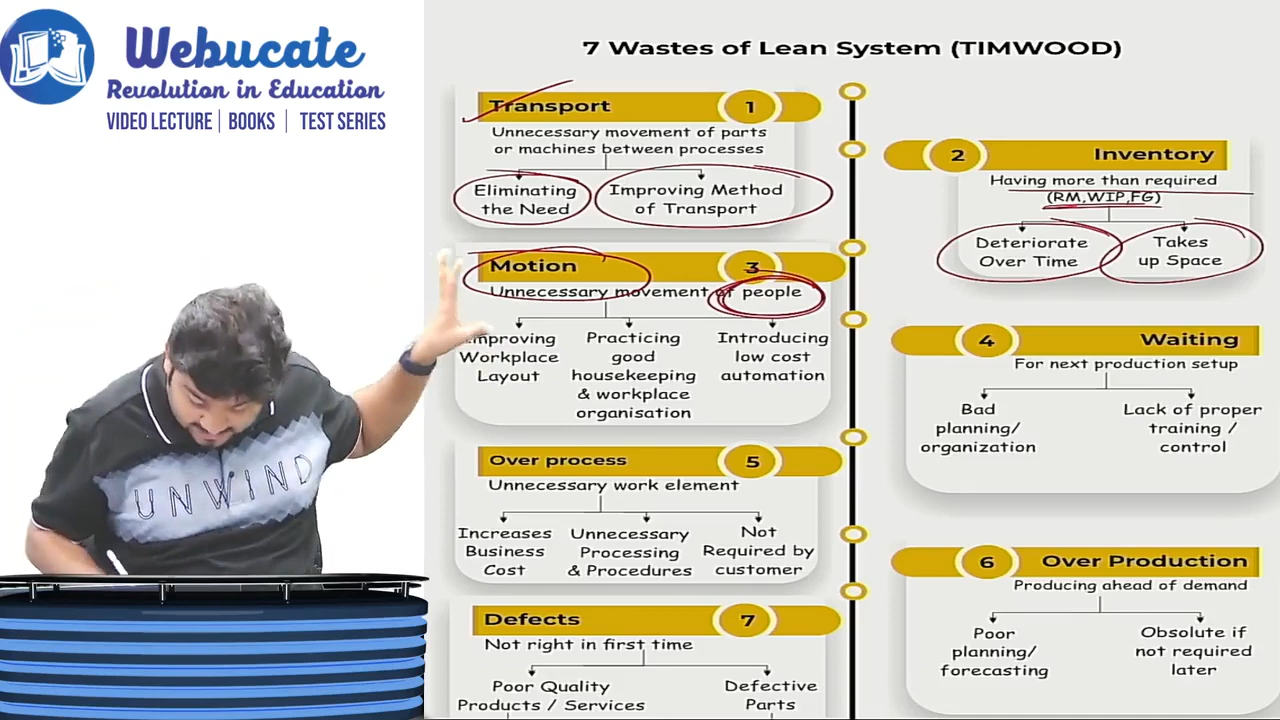 Webucate
Revolution in Education
VIDEO LECTURE | BOOKS | TEST SERIES
UNWIND
7 Wastes of Lean System (TIMWOOD)
Transport 1
Unnecessary movement of parts
or machines between processes
Eliminating
the Need
Improving Method
of Transport
2 Inventory
Having more than required
(RM,WIP,FG)
Deteriorate
Over Time
Takes
up Space
Motion 3
Unnecessary movement of people
Improving
Workplace
Layout
Practicing
good
housekeeping
& workplace
organisation
Introducing
low cost
automation
4 Waiting
For next production setup
Bad
planning/
organization
Lack of proper
training /
control
Over process 5
Unnecessary work element
Increases
Business
Cost
Unnecessary
Processing
& Procedures
Not
Required by
customer
6 Over Production
Producing ahead of demand
Poor
planning/
forecasting
Absolute if
not required
later
Defects 7
Not right in first time
Poor Quality
Products / Services
Defective
Parts